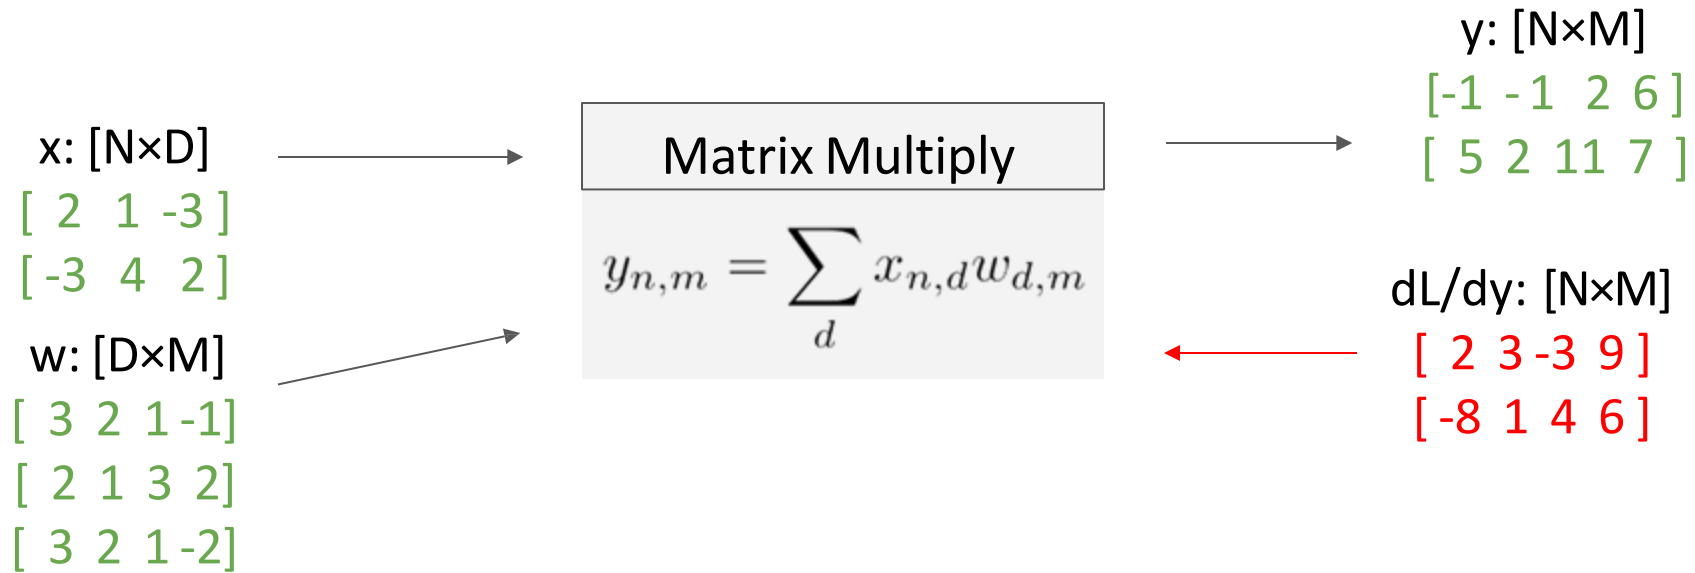 x: [N×D]
[ 2 1 -3 ]
[ -3 4 2 ]
w: [D×M]
[ 3 2 1 -1]
[ 2 1 3 2]
[ 3 2 1 -2]
Matrix Multiply
y_{n,m} = \sum_{d} x_{n,d} w_{d,m}
y: [N×M]
[-1 -1 2 6 ]
[ 5 2 11 7 ]
dL/dy: [N×M]
[ 2 3 -3 9 ]
[ -8 1 4 6 ]